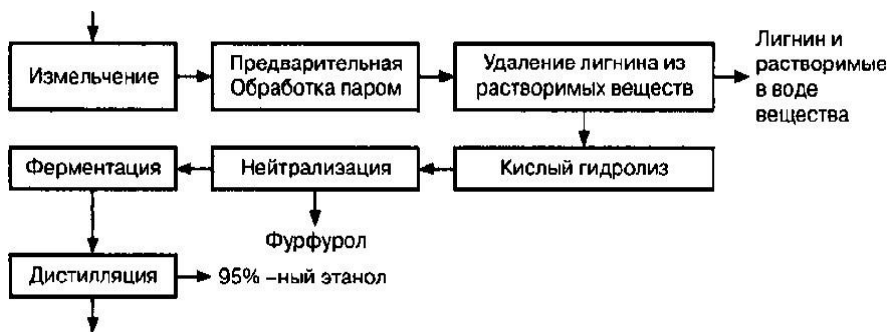 Измельчение
Предварительная
Обработка паром
Удаление лигнина из
растворимых веществ
Лигнин и
растворимые
в воде
вещества
Ферментация
Нейтрализация
Кислый гидролиз
Фурфурол
Дистилляция
95% –ный этанол